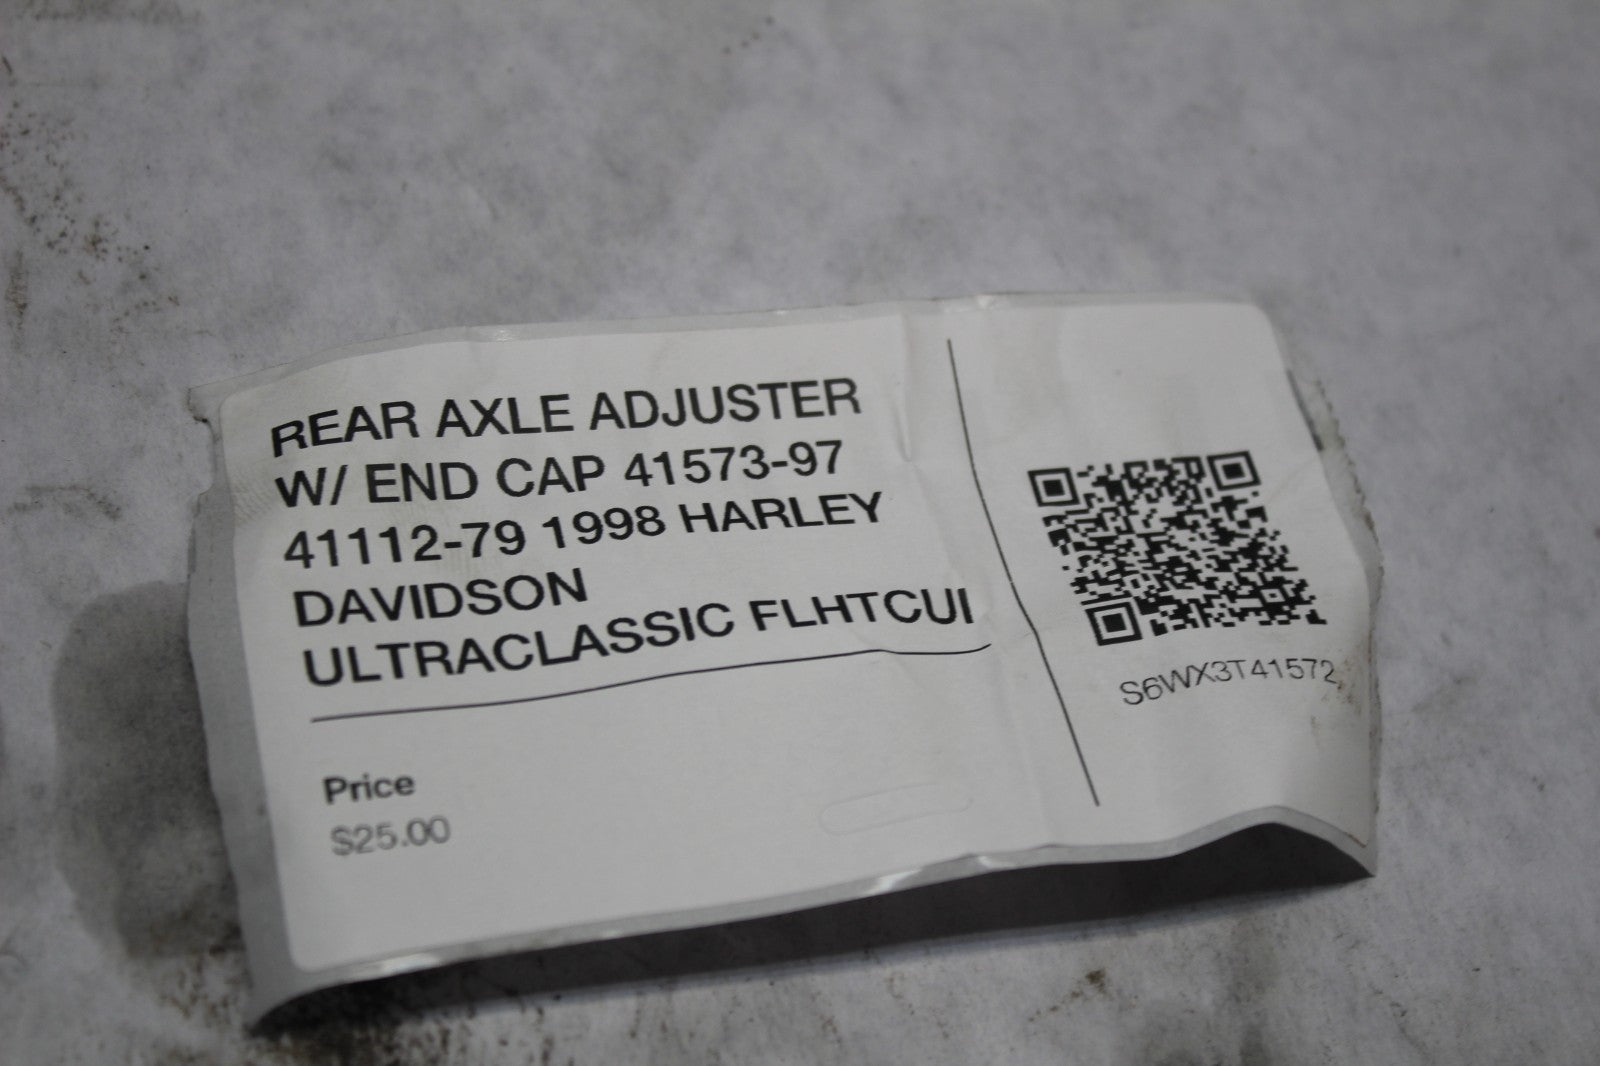 REAR AXLE ADJUSTER
W/ END CAP 41573-97
41112-79 1998 HARLEY
DAVIDSON
ULTRACLASSIC FLHTCUI
Price
$25.00
S6WX3T41572